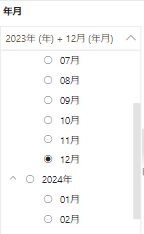 年月
2023年 (年) + 12月 (年月)
07月
08月
09月
10月
11月
12月
2024年
01月
02月